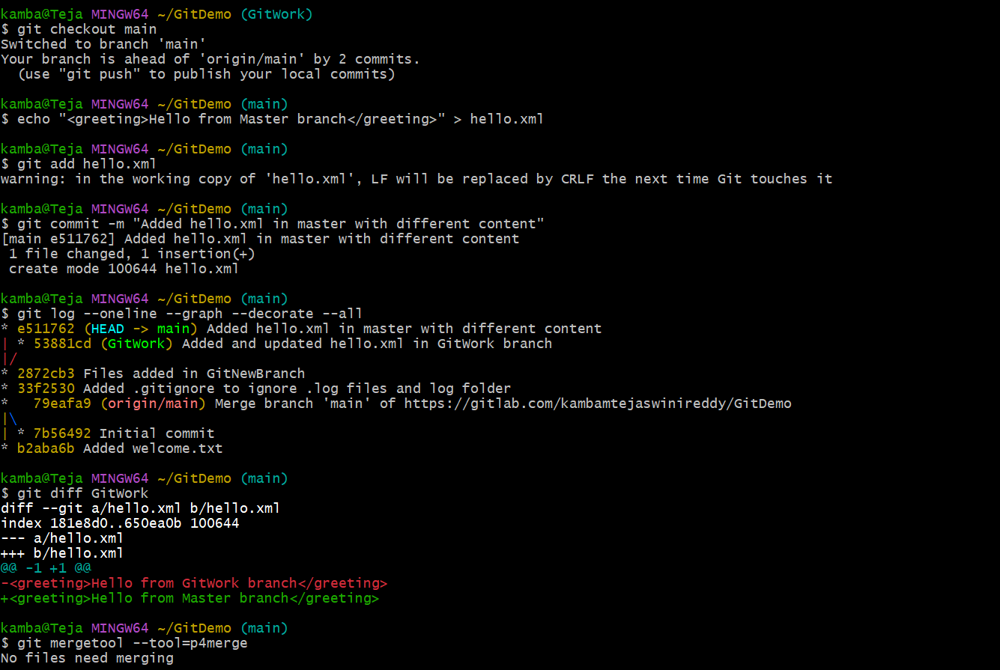 kamba@Teja MINGW64 ~/GitDemo (GitWork)
$ git checkout main
Switched to branch 'main'
Your branch is ahead of 'origin/main' by 2 commits.
  (use "git push" to publish your local commits)

kamba@Teja MINGW64 ~/GitDemo (main)
$ echo "<greeting>Hello from Master branch</greeting>" > hello.xml

kamba@Teja MINGW64 ~/GitDemo (main)
$ git add hello.xml
warning: in the working copy of 'hello.xml', LF will be replaced by CRLF the next time Git touches it

kamba@Teja MINGW64 ~/GitDemo (main)
$ git commit -m "Added hello.xml in master with different content"
[main e511762] Added hello.xml in master with different content
 1 file changed, 1 insertion(+)
 create mode 100644 hello.xml

kamba@Teja MINGW64 ~/GitDemo (main)
$ git log --oneline --graph --decorate --all
* e511762 (HEAD -> main) Added hello.xml in master with different content
| * 53881cd (GitWork) Added and updated hello.xml in GitWork branch
|/
* 2872cb3 Files added in GitNewBranch
* 33f2530 Added .gitignore to ignore .log files and log folder
*   79eafa9 (origin/main) Merge branch 'main' of https://gitlab.com/kambamtejaswinireddy/GitDemo
|\
| * 7b56492 Initial commit
* b2aba6b Added welcome.txt

kamba@Teja MINGW64 ~/GitDemo (main)
$ git diff GitWork
diff --git a/hello.xml b/hello.xml
index 181e8d0..650ea0b 100644
--- a/hello.xml
+++ b/hello.xml
@@ -1 +1 @@
-<greeting>Hello from GitWork branch</greeting>
+<greeting>Hello from Master branch</greeting>

kamba@Teja MINGW64 ~/GitDemo (main)
$ git mergetool --tool=p4merge
No files need merging